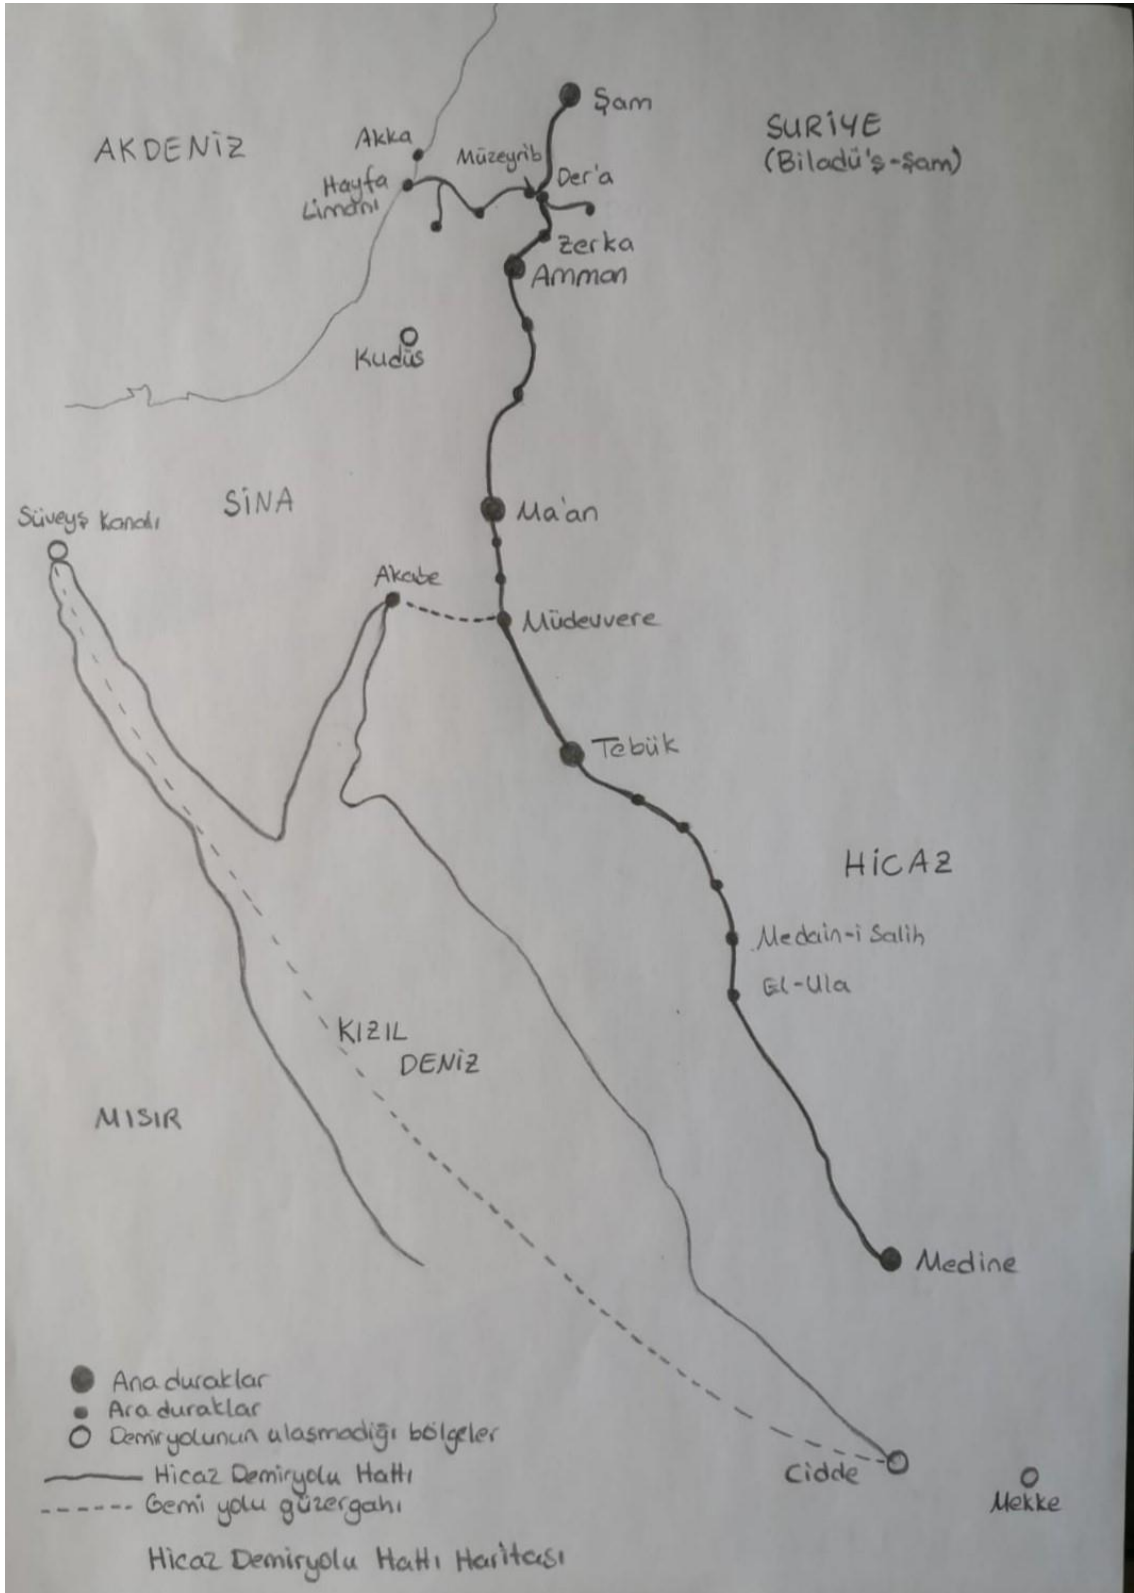 Şam
SURİYE
(Biladü'ş-Şam)
AKDENİZ
Akka
Müzeyrib
Der'a
Hayfa
Limanı
Zerka
Amman
Kudüs
SİNA
Ma'an
Süveyş Kanalı
Akabe
Müdevvere
Tebük
HİCAZ
Medain-i Salih
El-Ula
KIZIL
DENİZ
MISIR
Medine
Ana duraklar
Ara duraklar
Demiryolunun ulaşmadığı bölgeler
Hicaz Demiryolu Hattı
Gemi yolu güzergahı
Cidde
Mekke
Hicaz Demiryolu Hattı Haritası